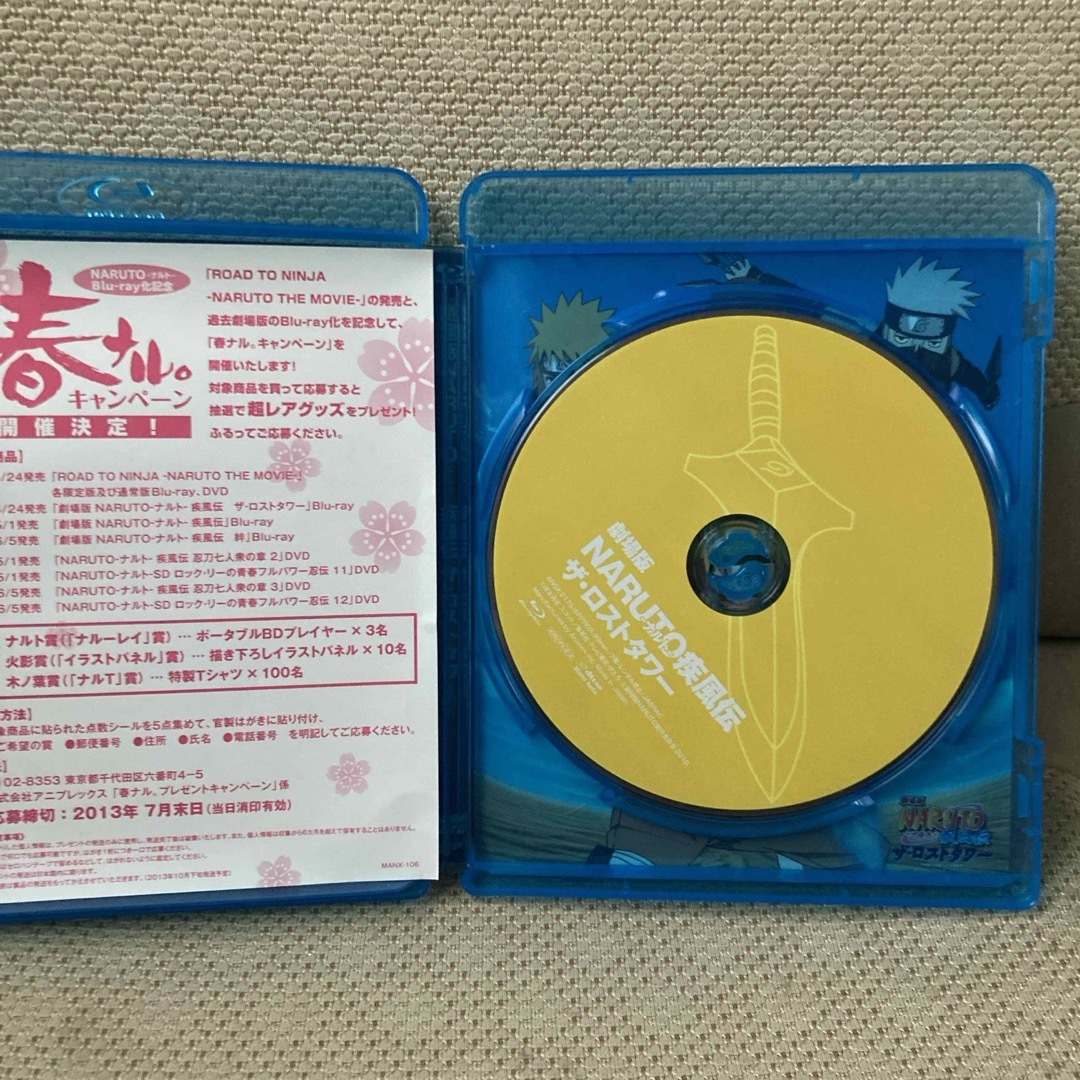 NARUTO-ナルト-
Blu-ray化記念
春ナル。
キャンペーン
開催決定！
「ROAD TO NINJA
-NARUTO THE MOVIE-」の発売と、
過去劇場版のBlu-ray化を記念して、
「春ナル。キャンペーン」を
開催いたします！
対象商品を買って応募すると
抽選で超レアグッズをプレゼント！
ふるってご応募ください。
商品】
/24発売「ROAD TO NINJA -NARUTO THE MOVIE-」
各限定版及び通常版Blu-ray、DVD
/24発売「劇場版 NARUTO-ナルト- 疾風伝 ザ・ロストタワー」Blu-ray
/1発売「劇場版 NARUTO-ナルト- 疾風伝」Blu-ray
6/5発売「劇場版 NARUTO-ナルト- 疾風伝 絆」Blu-ray
5/1発売「NARUTO-ナルト- 疾風伝 忍刀七人衆の章 2」DVD
5/1発売「NARUTO-ナルト-SD ロック・リーの青春フルパワー忍伝 11」DVD
6/5発売「NARUTO-ナルト- 疾風伝 忍刀七人衆の章 3」DVD
6/5発売「NARUTO-ナルト-SD ロック・リーの青春フルパワー忍伝 12」DVD
ナルト賞（「ナルーレイ」賞）… ポータブルBDプレイヤー × 3名
火影賞（「イラストパネル」賞）… 描き下ろしイラストパネル × 10名
木ノ葉賞（「ナルT」賞）… 特製Tシャツ × 100名
方法】
象商品に貼られた点数シールを5点集めて、官製はがきに貼り付け、
ご希望の賞 ●郵便番号 ●住所 ●氏名 ●電話番号 を明記してご応募ください。
02-8353 東京都千代田区六番町4-5
式会社アニプレックス「春ナル。プレゼントキャンペーン」係
応募締切：2013年 7月末日（当日消印有効）
MANX-106
劇場版
NARUTO
-ナルト-
疾風伝
ザ・ロストタワー
劇場版
NARUTO
疾風伝
ザ・ロストタワー